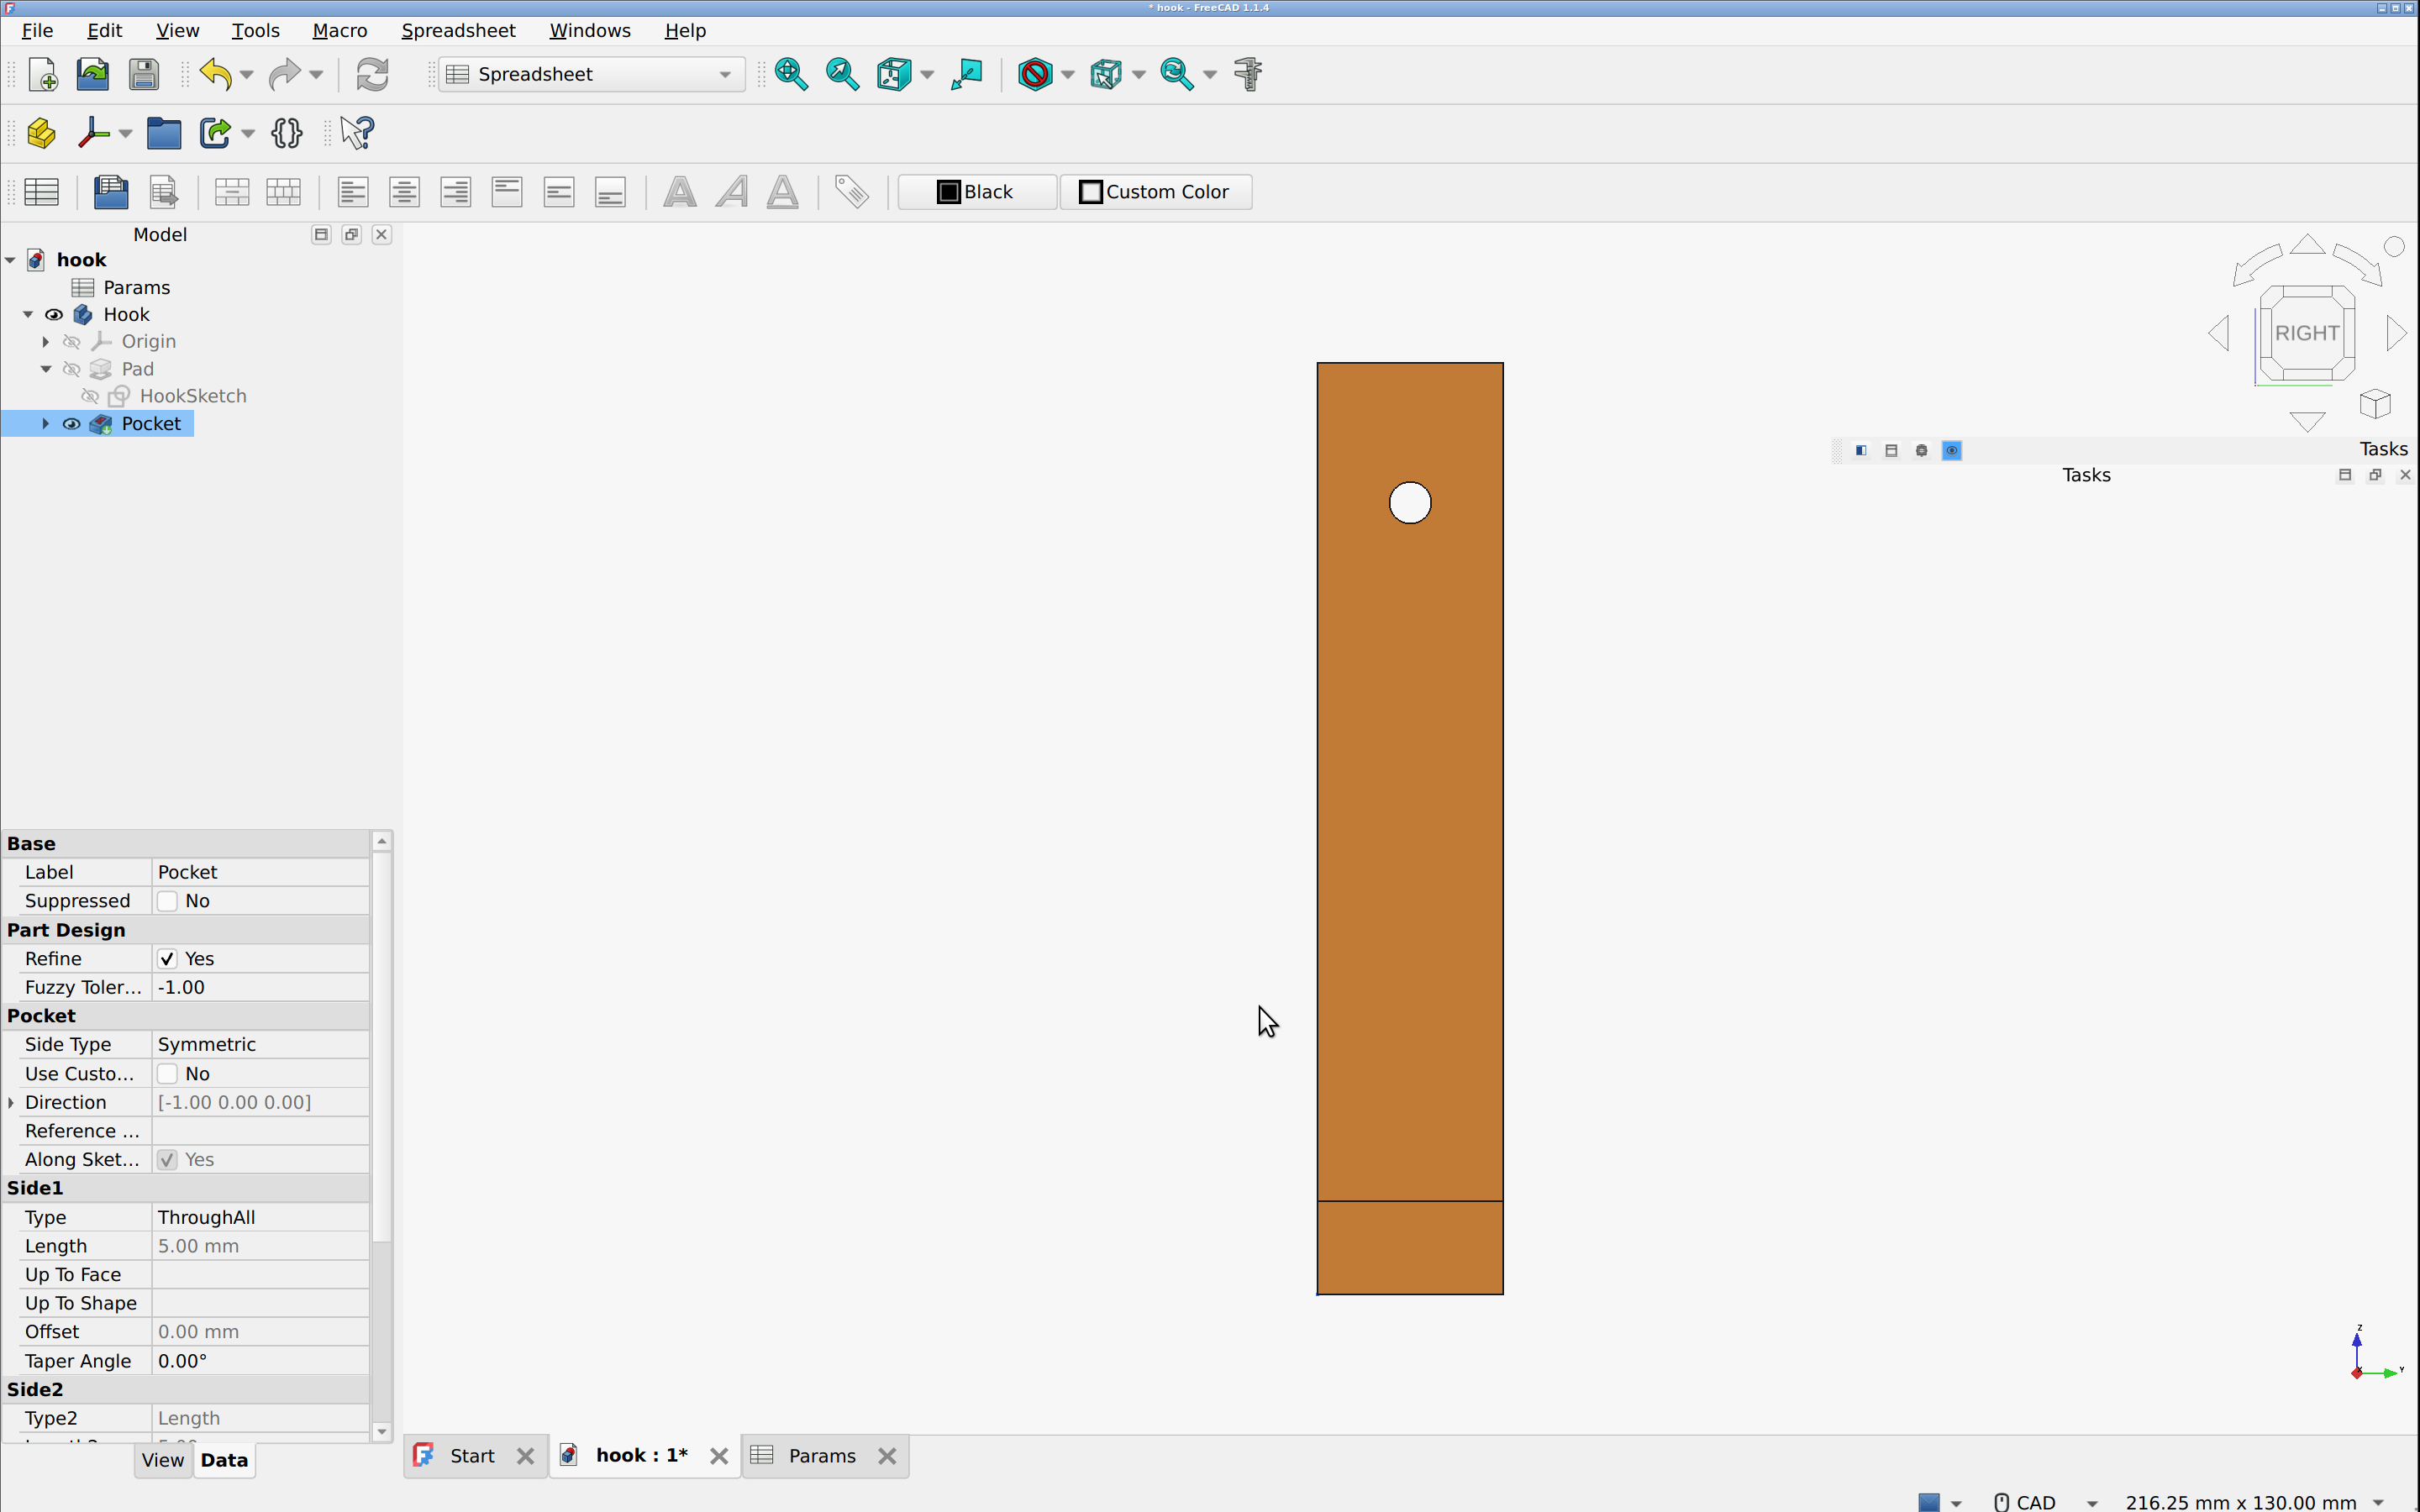 * hook - FreeCAD 1.1.4
File Edit View Tools Macro Spreadsheet Windows Help
Spreadsheet
Black Custom Color
Model
hook
Params
Hook
Origin
Pad
HookSketch
Pocket
RIGHT
Tasks
Tasks
Base
Label Pocket
Suppressed No
Part Design
Refine Yes
Fuzzy Toler... -1.00
Pocket
Side Type Symmetric
Use Custo... No
Direction [-1.00 0.00 0.00]
Reference ...
Along Sket... Yes
Side1
Type ThroughAll
Length 5.00 mm
Up To Face
Up To Shape
Offset 0.00 mm
Taper Angle 0.00°
Side2
Type2 Length
Z
Y
View Data
Start hook : 1* Params
CAD 216.25 mm x 130.00 mm